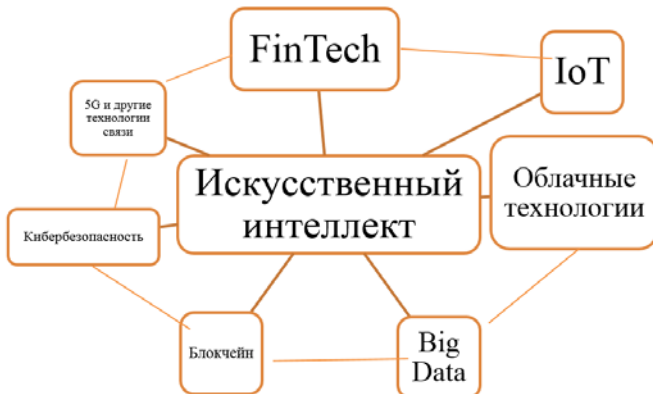 FinTech
IoT
5G и другие
технологии
связи
Искусственный
интеллект
Облачные
технологии
Кибербезопасность
Блокчейн
Big
Data